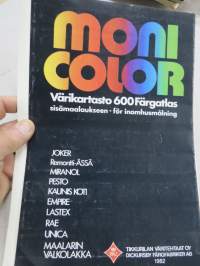 MONI
COLOR
Värikartasto 600 Färgatlas
sisämaalaukseen · för inomhusmålning
JOKER
Remontti-Ässä
MIRANOL
PESTO
KAUNIS KOTI
EMPIRE
LASTEX
RAE
UNICA
MAALARIN
VALKOLAKKA
TIKKURILAN VÄRITEHTAAT OY
DICKURSBY FÄRGFABRIKER AB
1982